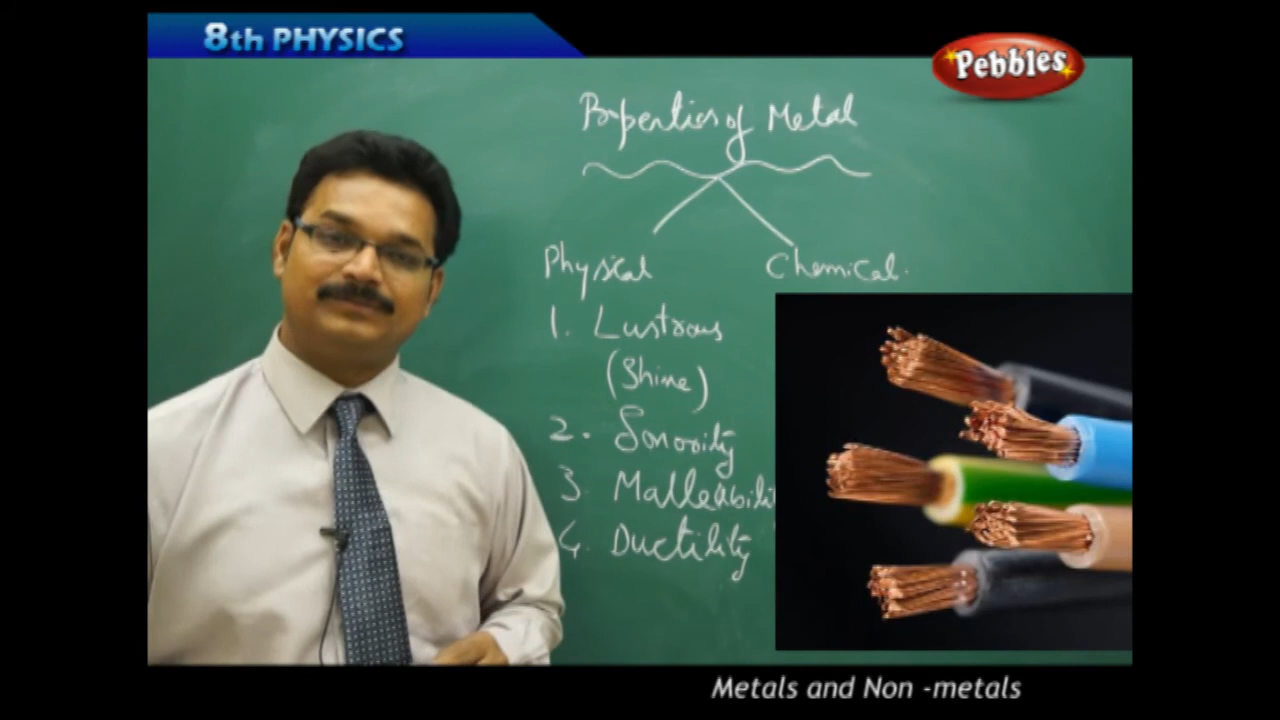 8th PHYSICS
Pebbles
Properties of Metal
Physical Chemical.
1. Lustrous
(Shine)
2. Sonority
3. Malleabili
4. Ductility
Metals and Non -metals